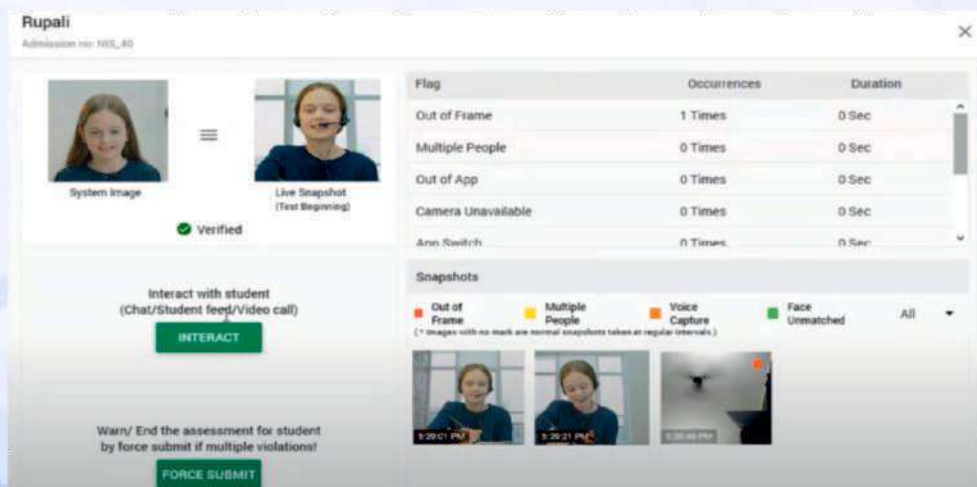 Rupali
Admission no: NIS_40
System Image
Live Snapshot
(Test Beginning)
Verified
Interact with student
(Chat/Student feed/Video call)
INTERACT
Warn/ End the assessment for student
by force submit if multiple violations!
FORCE SUBMIT
Flag Occurrences Duration
Out of Frame 1 Times 0 Sec
Multiple People 0 Times 0 Sec
Out of App 0 Times 0 Sec
Camera Unavailable 0 Times 0 Sec
App Switch 0 Times 0 Sec
Snapshots
Out of Frame
Multiple People
Voice Capture
Face Unmatched
All
( * Images with no mark are normal snapshots taken at regular intervals )
5:29:01 PM
5:29:21 PM